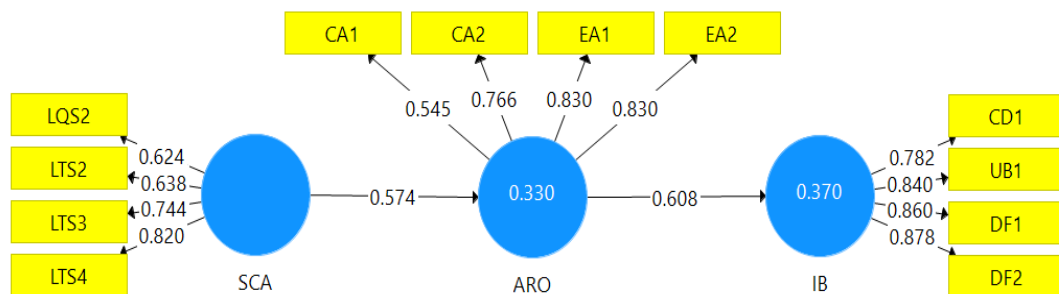 CA1
CA2
EA1
EA2
0.545
0.766
0.830
0.830
LQS2
LTS2
LTS3
LTS4
0.624
0.638
0.744
0.820
SCA
0.574
0.330
ARO
0.608
0.370
IB
0.782
0.840
0.860
0.878
CD1
UB1
DF1
DF2